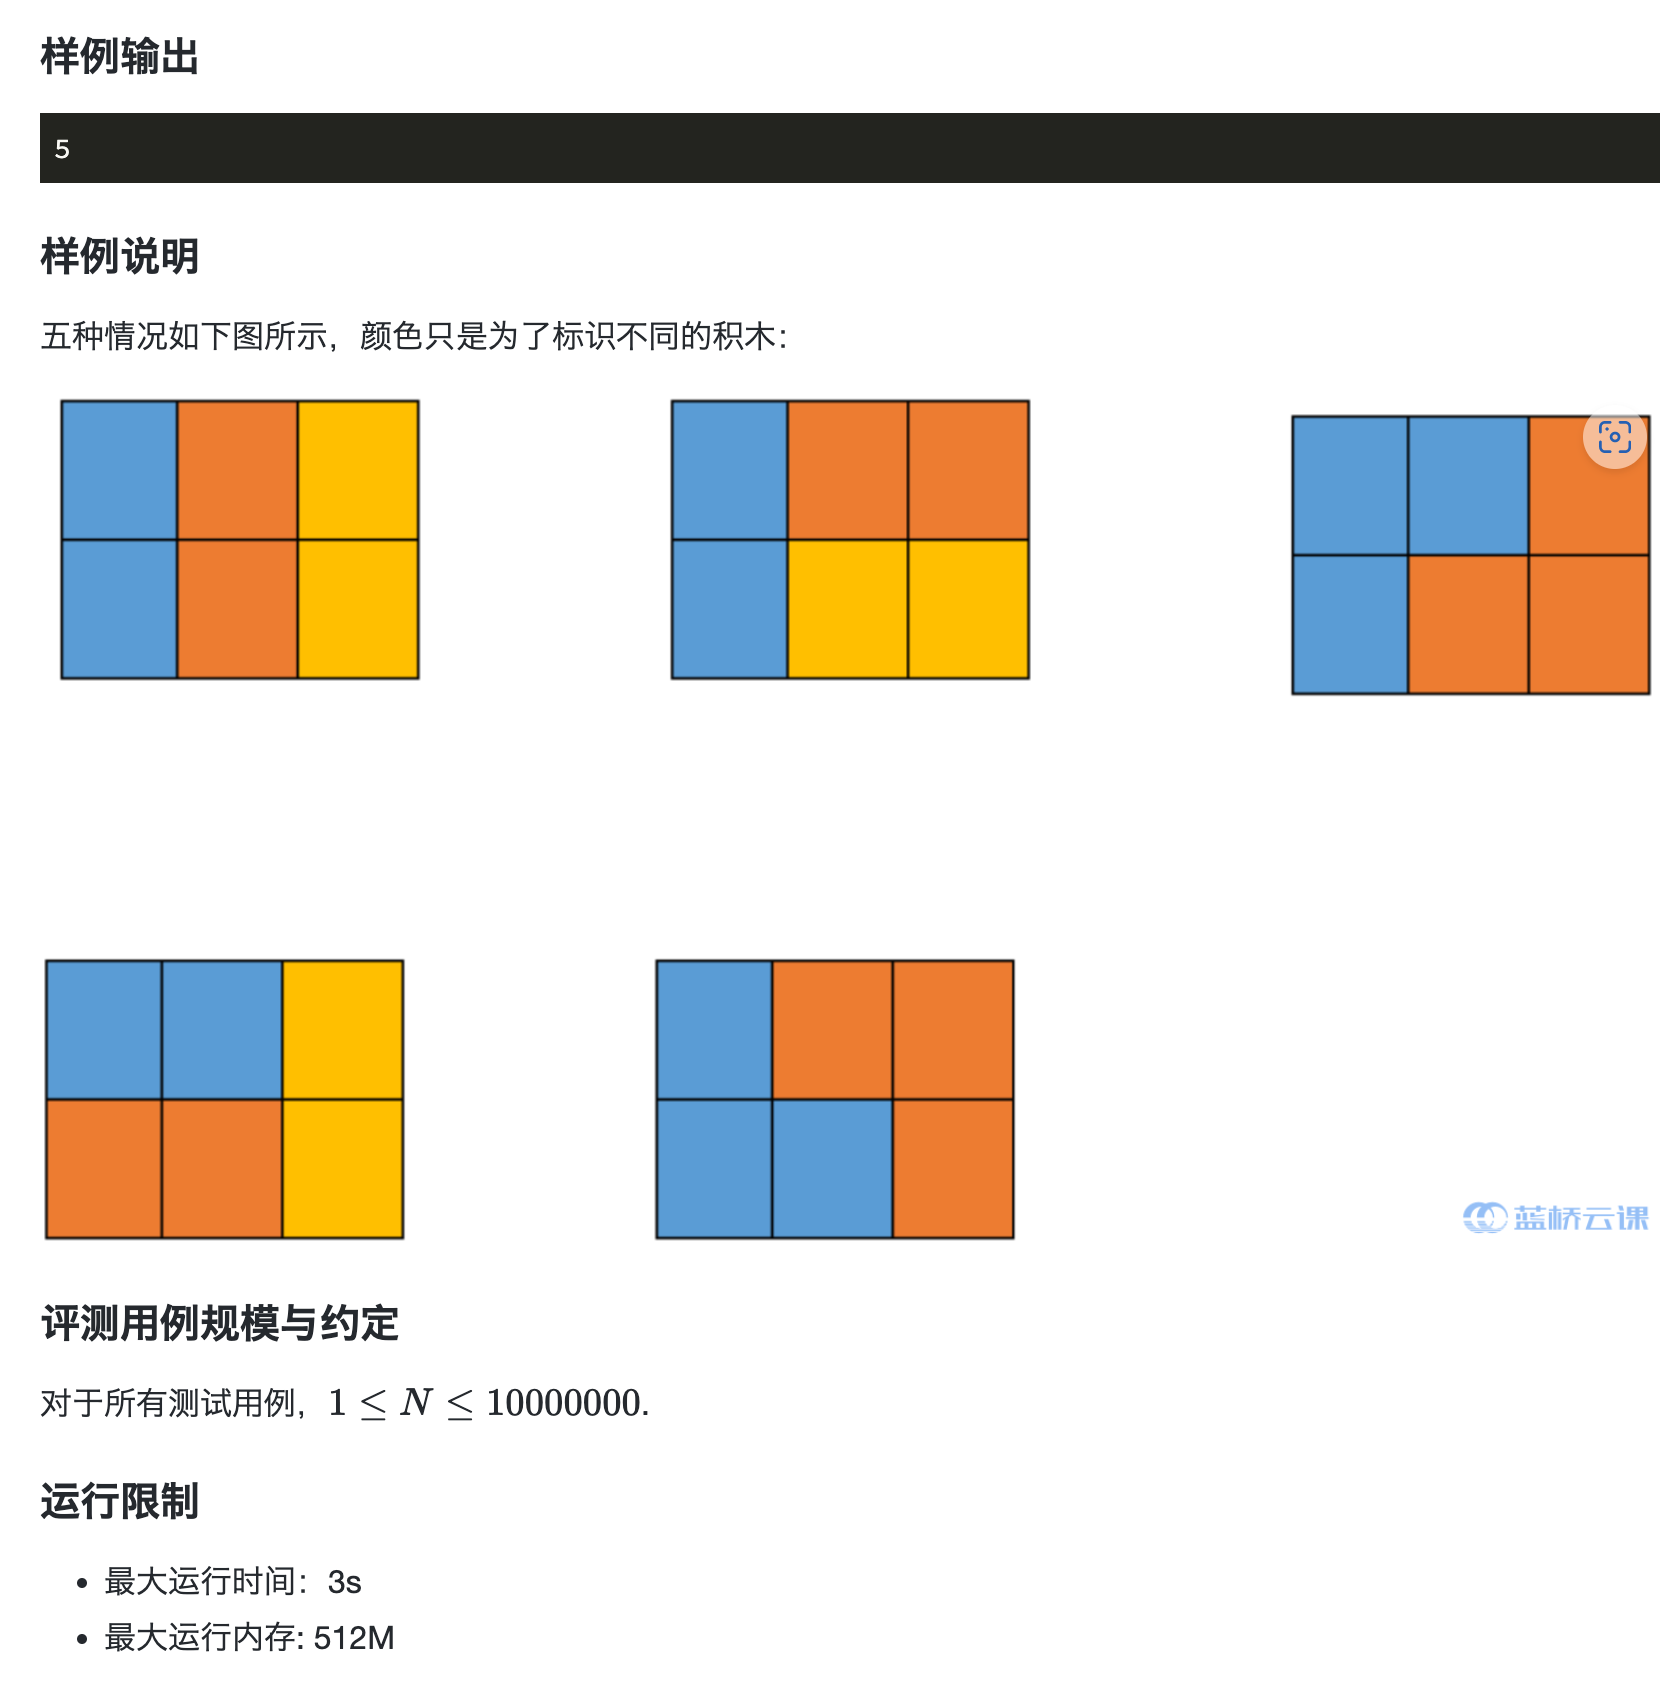 样例输出
5
样例说明
五种情况如下图所示，颜色只是为了标识不同的积木：
蓝桥云课
评测用例规模与约定
对于所有测试用例，1 ≤ N ≤ 10000000.
运行限制
• 最大运行时间：3s
• 最大运行内存: 512M